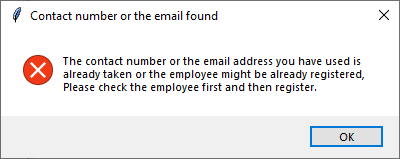 Contact number or the email found
The contact number or the email address you have used is
already taken or the employee might be already registered,
Please check the employee first and then register.
OK